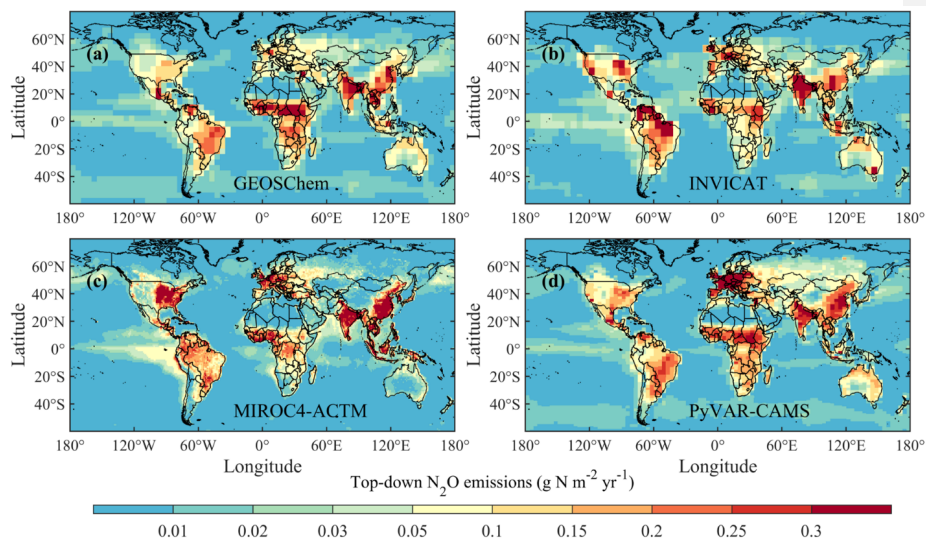 60°N
40°N
20°N
0°
20°S
40°S
Latitude
(a)
GEOSChem
180° 120°W 60°W 0° 60°E 120°E 180°
60°N
40°N
20°N
0°
20°S
40°S
Latitude
(b)
INVICAT
180° 120°W 60°W 0° 60°E 120°E 180°
60°N
40°N
20°N
0°
20°S
40°S
Latitude
(c)
MIROC4-ACTM
180° 120°W 60°W 0° 60°E 120°E 180°
Longitude
60°N
40°N
20°N
0°
20°S
40°S
Latitude
(d)
PyVAR-CAMS
180° 120°W 60°W 0° 60°E 120°E 180°
Longitude
Top-down N₂O emissions (g N m⁻² yr⁻¹)
0.01 0.02 0.03 0.05 0.1 0.15 0.2 0.25 0.3